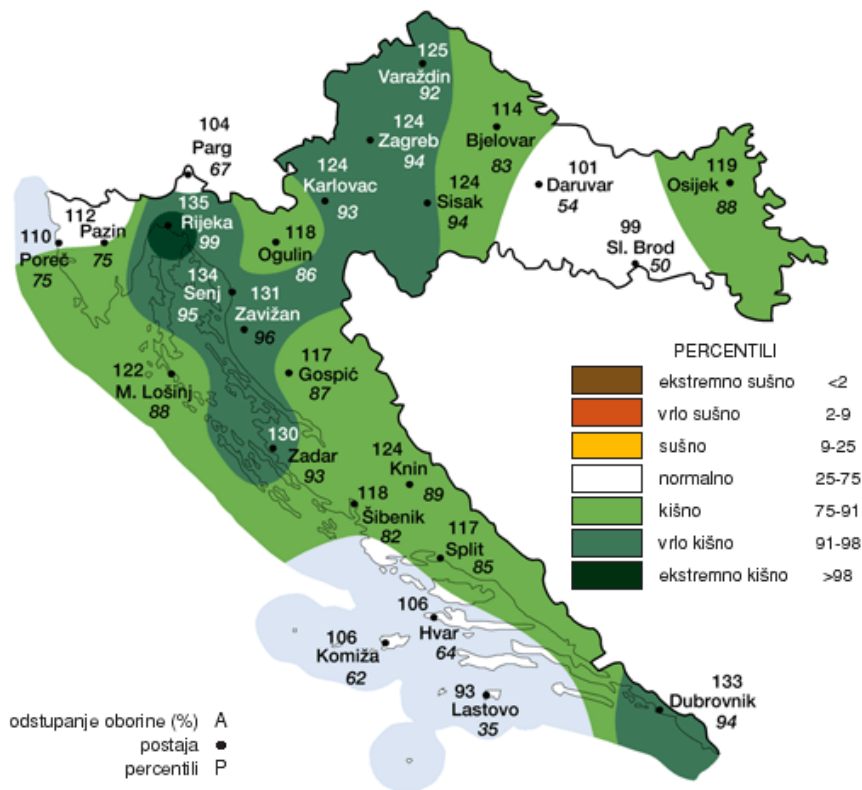 125
Varaždin
92
114
Bjelovar
83
124
Zagreb
94
104
Parg
67
124
Karlovac
93
101
Daruvar
54
119
Osijek
88
124
Sisak
94
135
Rijeka
99
112
Pazin
75
110
Poreč
75
118
Ogulin
86
99
Sl. Brod
50
134
Senj
95
131
Zavižan
96
122
M. Lošinj
88
117
Gospić
87
130
Zadar
93
124
Knin
89
118
Šibenik
82
117
Split
85
106
Hvar
64
106
Komiža
62
93
Lastovo
35
133
Dubrovnik
94
PERCENTILI
ekstremno sušno <2
vrlo sušno 2-9
sušno 9-25
normalno 25-75
kišno 75-91
vrlo kišno 91-98
ekstremno kišno >98
odstupanje oborine (%) A
postaja
percentili P